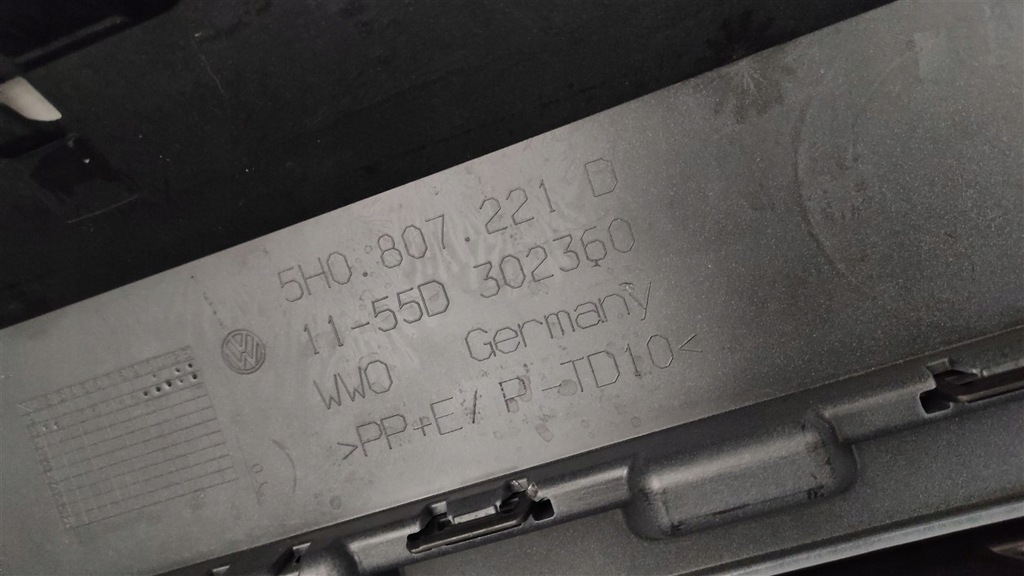 5H0.807.221 D
11-55D 302360
WWO Germany
>PP+E/P-TD10<